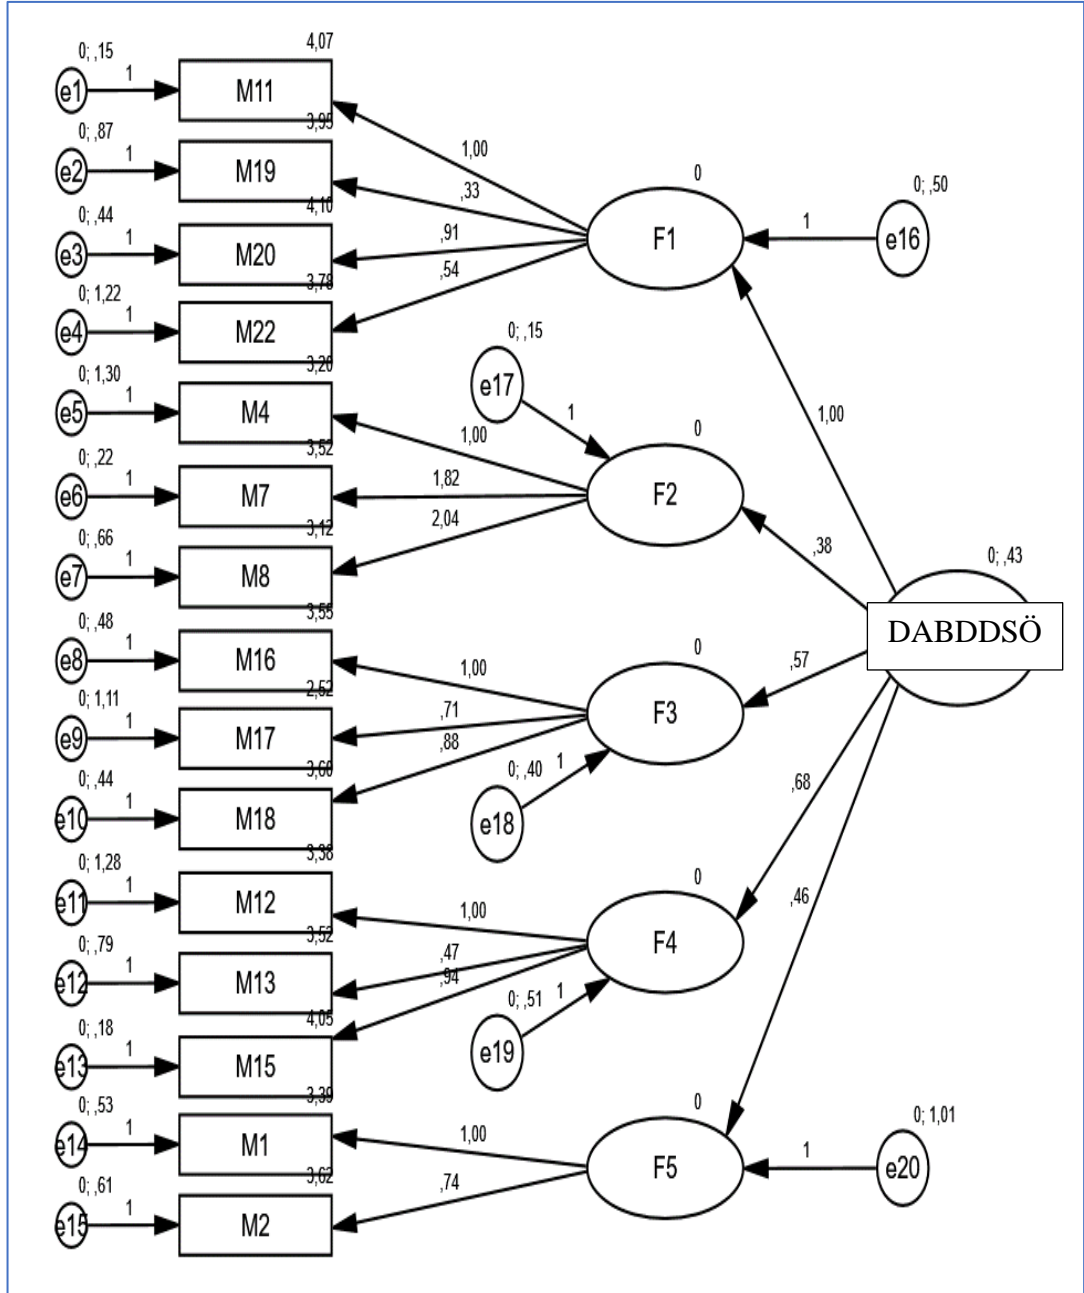 4,07
0; ,15
e1
1
M11
3,95
0; ,87
e2
1
M19
4,10
0; ,44
e3
1
M20
3,78
0; 1,22
e4
1
M22
3,20
0; 1,30
e5
1
M4
3,52
0; ,22
e6
1
M7
3,12
0; ,66
e7
1
M8
3,55
0; ,48
e8
1
M16
2,52
0; 1,11
e9
1
M17
3,60
0; ,44
e10
1
M18
3,38
0; 1,28
e11
1
M12
3,52
0; ,79
e12
1
M13
4,05
0; ,18
e13
1
M15
3,39
0; ,53
e14
1
M1
3,62
0; ,61
e15
1
M2
1,00
,33
,91
,54
0
F1
1
0; ,50
e16
0; ,15
e17
1
1,00
1,82
2,04
0
F2
1,00
,71
,88
0
F3
0; ,40
1
e18
1,00
,47
,94
0
F4
0; ,51
1
e19
1,00
,74
0
F5
1
0; 1,01
e20
1,00
,38
,57
,68
,46
0; ,43
DABDDSÖ